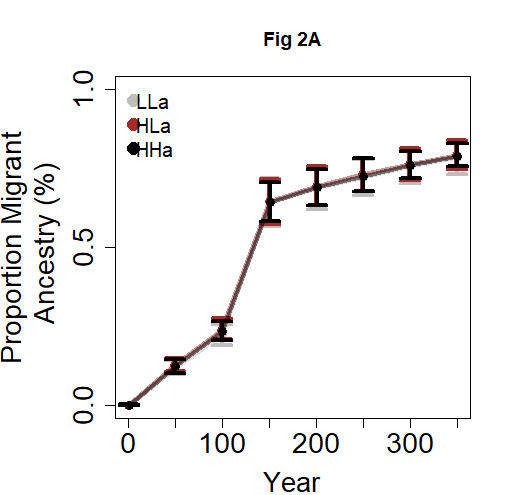 Fig 2A
1.0
LLa
HLa
HHa
Proportion Migrant
Ancestry (%)
0.5
0.0
0
100
200
300
Year